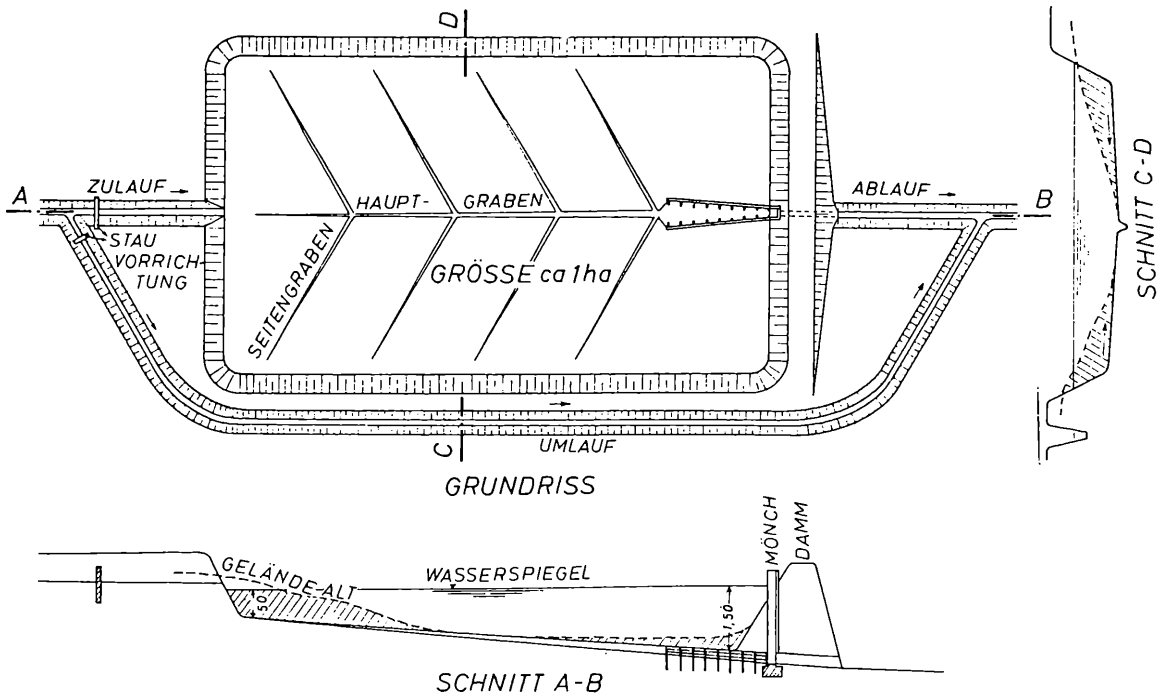 D
A
ZULAUF →
STAU
VORRICH-
TUNG
HAUPT-
GRABEN
SEITENGRABEN
GRÖSSE ca 1ha
ABLAUF →
B
C
UMLAUF
GRUNDRISS
SCHNITT C-D
GELÄNDE-ALT
50
WASSERSPIEGEL
1,50
MÖNCH
DAMM
SCHNITT A-B